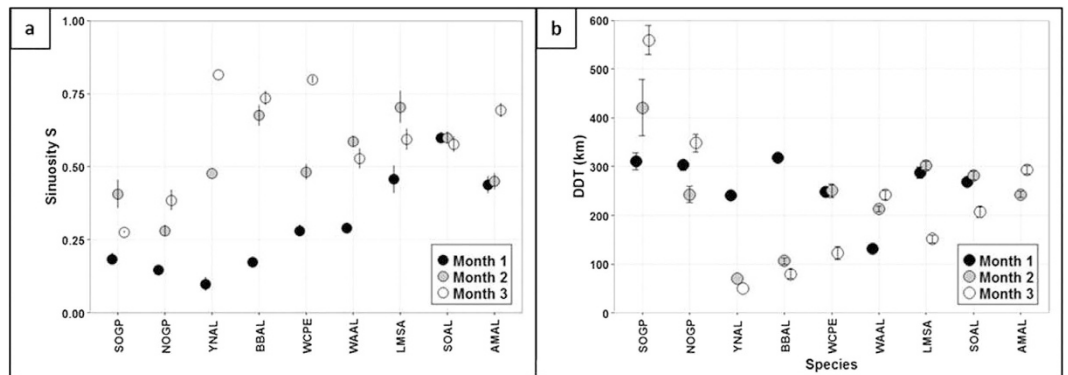 a
1.00
0.75
0.50
0.25
0.00
Sinuosity S
SOGP
NOGP
YNAL
BBAL
WCPE
WAAL
LMSA
SOAL
AMAL
Month 1
Month 2
Month 3
b
600
500
400
300
200
100
0
DDT (km)
SOGP
NOGP
YNAL
BBAL
WCPE
WAAL
LMSA
SOAL
AMAL
Species
Month 1
Month 2
Month 3